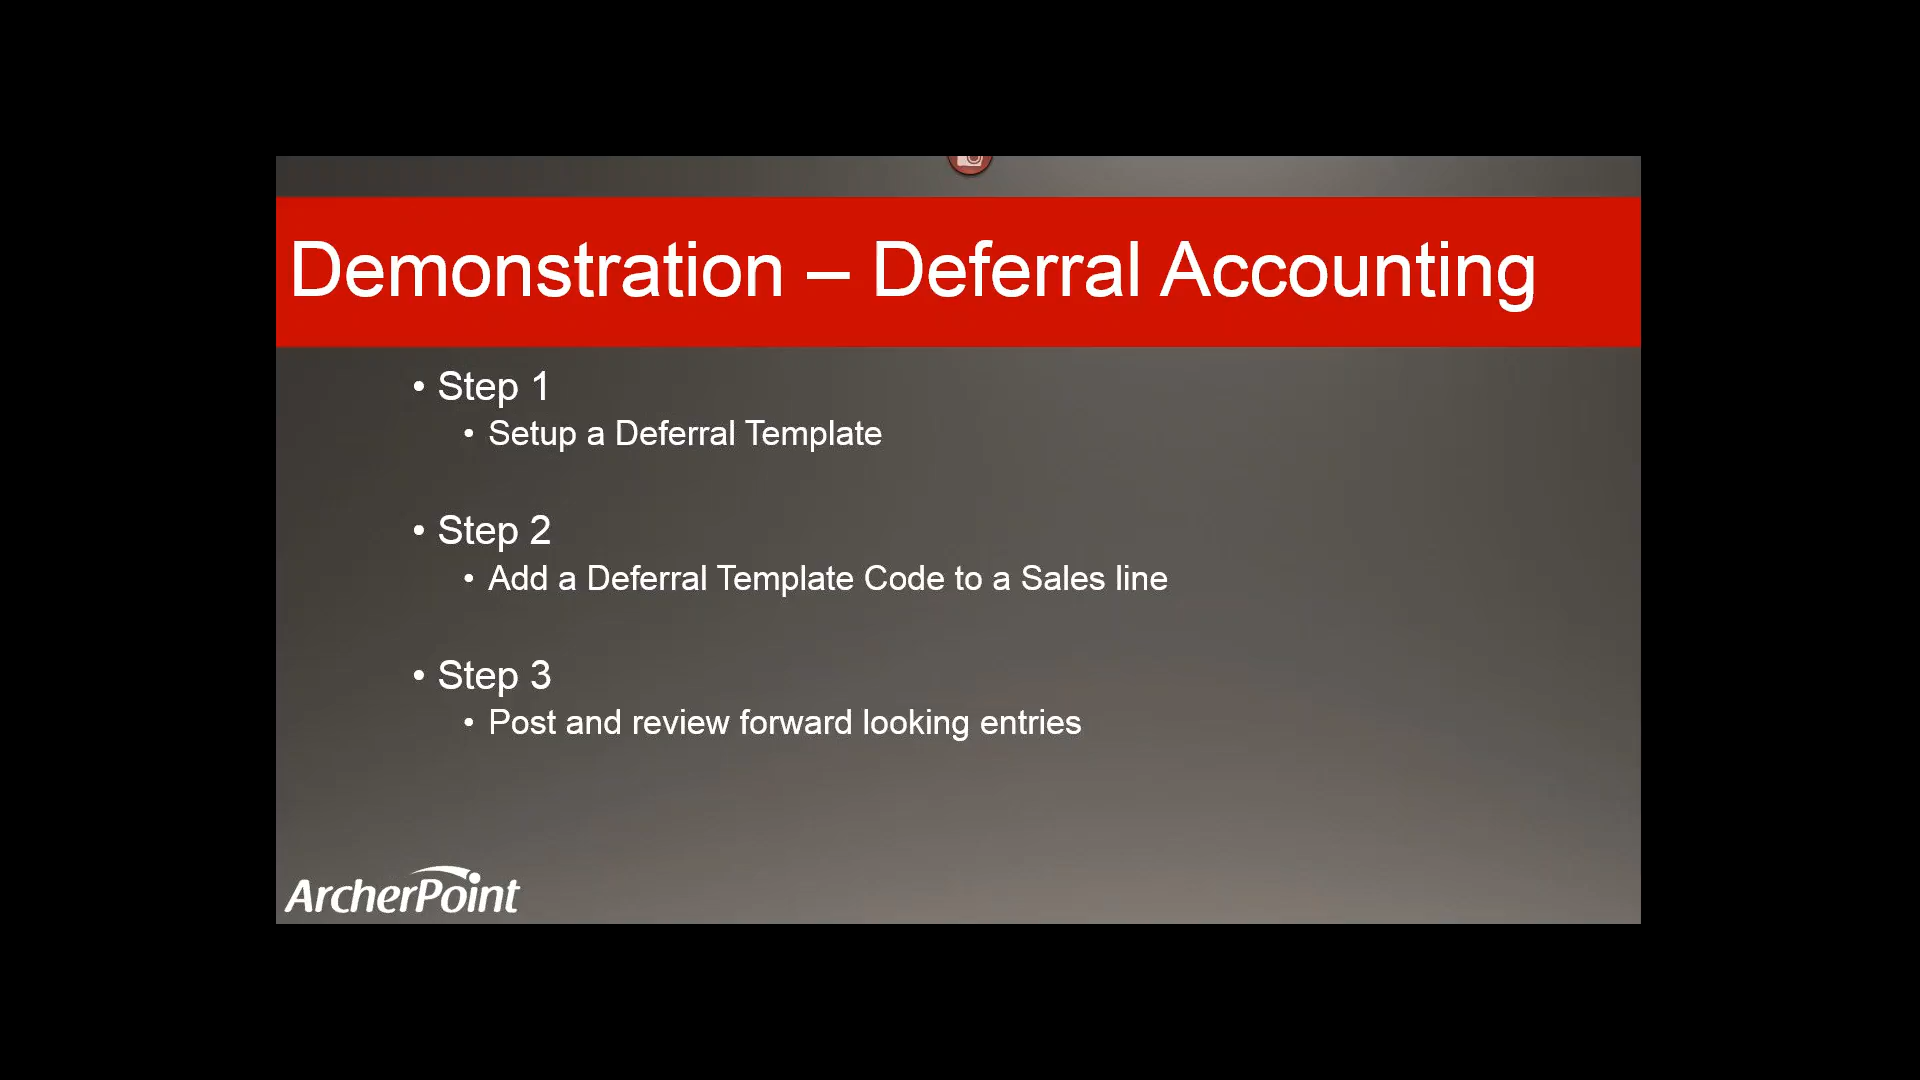 Demonstration – Deferral Accounting
• Step 1
• Setup a Deferral Template
• Step 2
• Add a Deferral Template Code to a Sales line
• Step 3
• Post and review forward looking entries
ArcherPoint